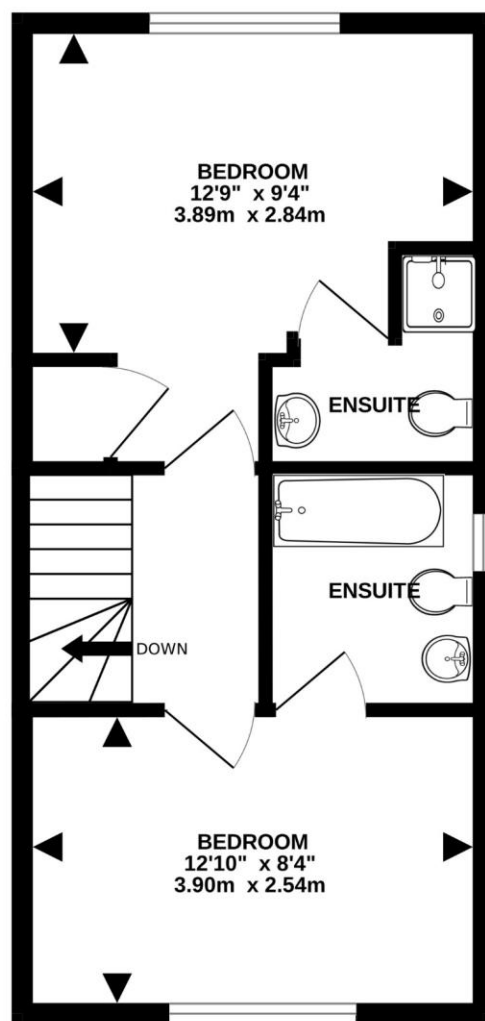 BEDROOM
12'9" x 9'4"
3.89m x 2.84m
ENSUITE
ENSUITE
DOWN
BEDROOM
12'10" x 8'4"
3.90m x 2.54m